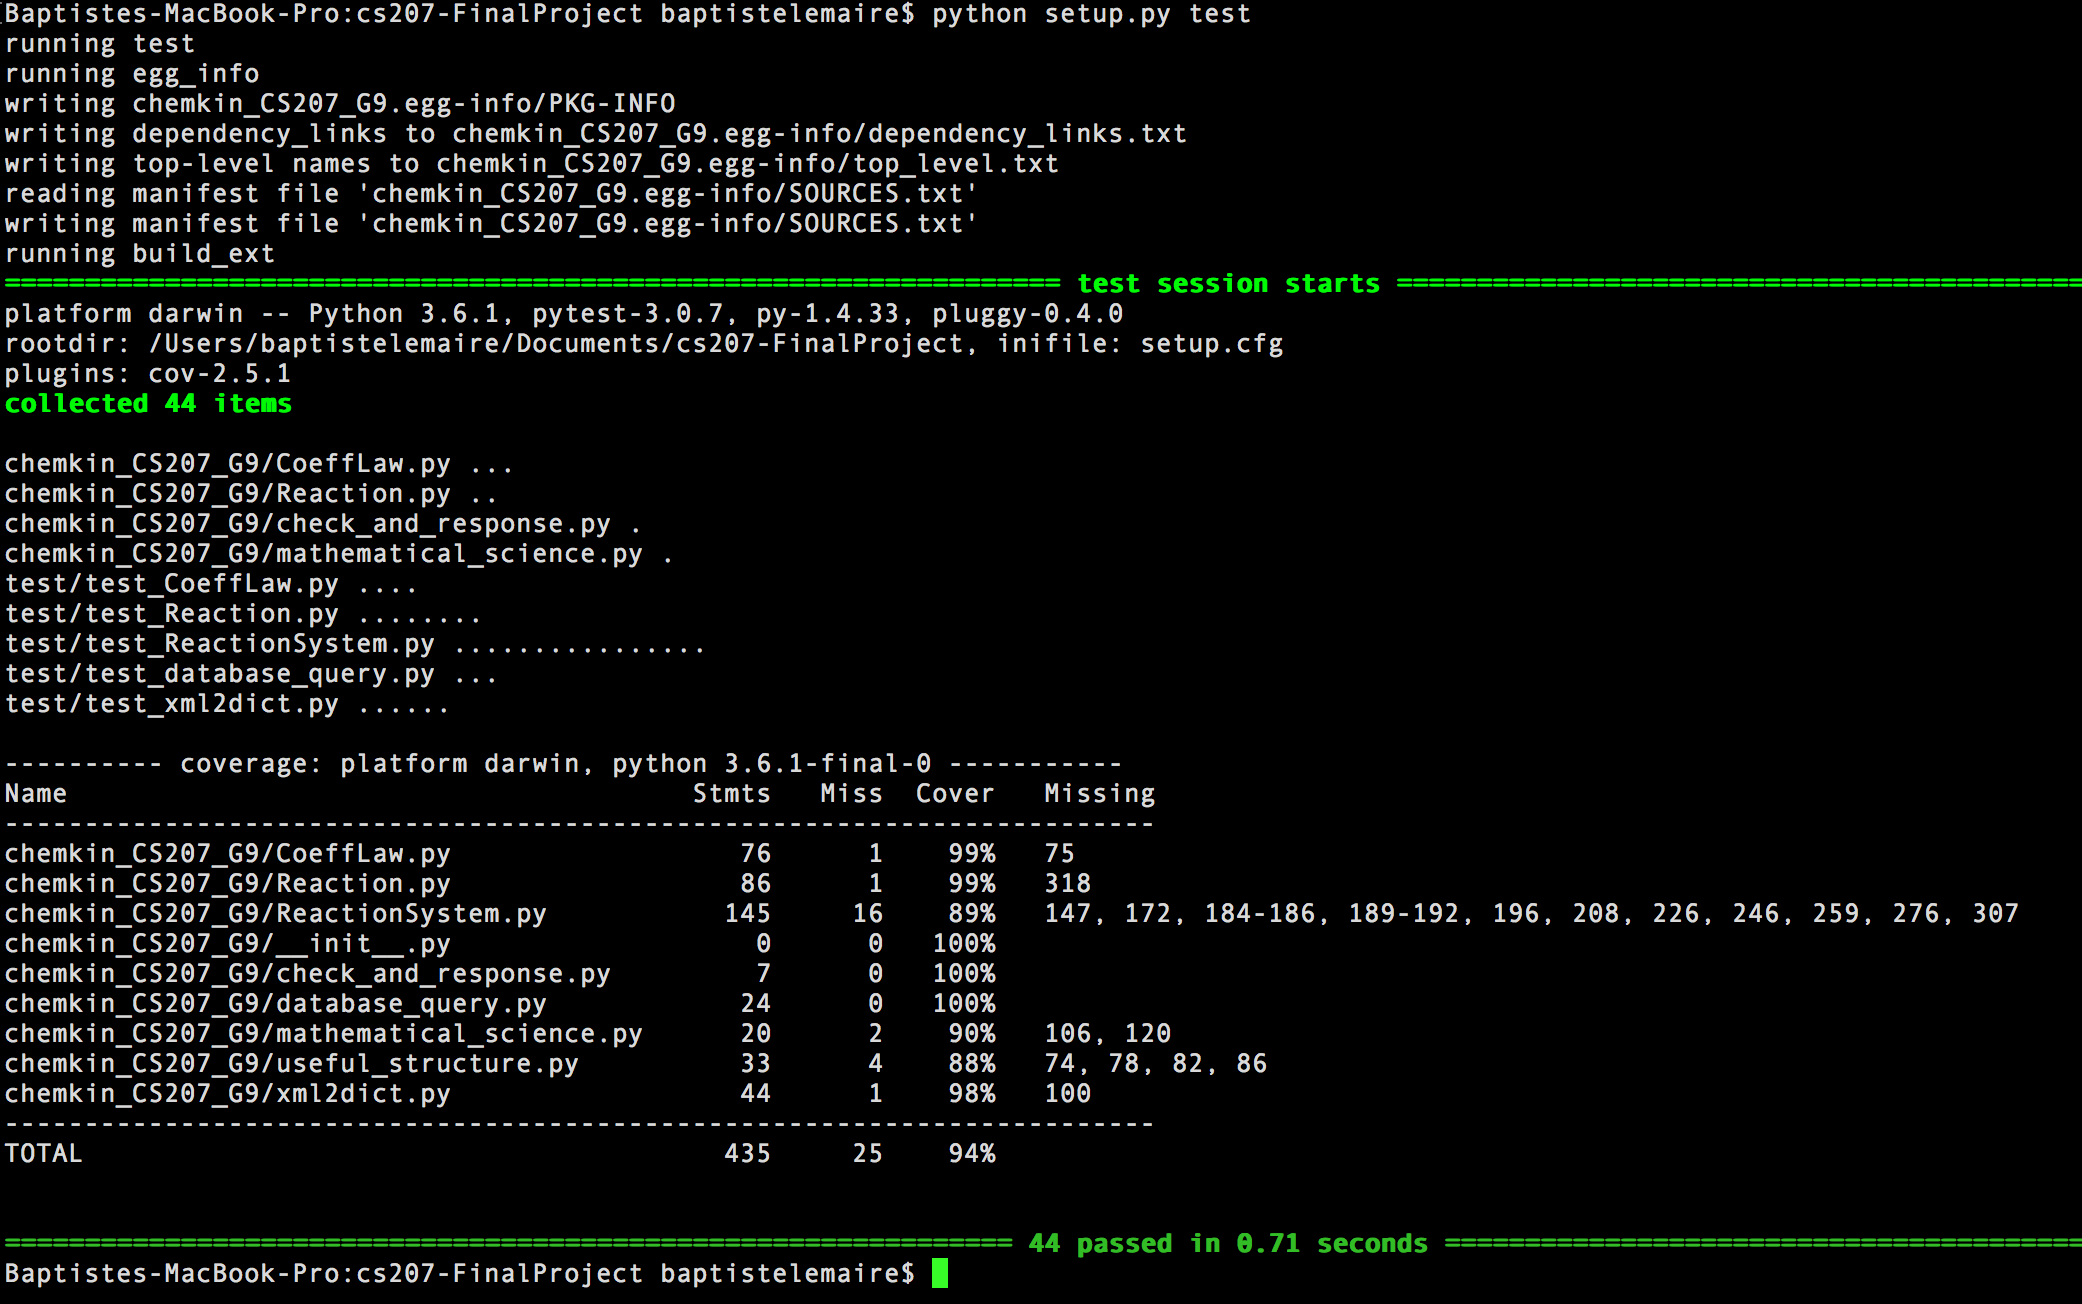 Baptistes-MacBook-Pro:cs207-FinalProject baptistelemaire$ python setup.py test
running test
running egg_info
writing chemkin_CS207_G9.egg-info/PKG-INFO
writing dependency_links to chemkin_CS207_G9.egg-info/dependency_links.txt
writing top-level names to chemkin_CS207_G9.egg-info/top_level.txt
reading manifest file 'chemkin_CS207_G9.egg-info/SOURCES.txt'
writing manifest file 'chemkin_CS207_G9.egg-info/SOURCES.txt'
running build_ext
================================================================== test session starts ===========================================
platform darwin -- Python 3.6.1, pytest-3.0.7, py-1.4.33, pluggy-0.4.0
rootdir: /Users/baptistelemaire/Documents/cs207-FinalProject, inifile: setup.cfg
plugins: cov-2.5.1
collected 44 items

chemkin_CS207_G9/CoeffLaw.py ...
chemkin_CS207_G9/Reaction.py ..
chemkin_CS207_G9/check_and_response.py .
chemkin_CS207_G9/mathematical_science.py .
test/test_CoeffLaw.py ....
test/test_Reaction.py ........
test/test_ReactionSystem.py ................
test/test_database_query.py ...
test/test_xml2dict.py ......

---------- coverage: platform darwin, python 3.6.1-final-0 -----------
Name                                       Stmts   Miss  Cover   Missing
------------------------------------------------------------------------
chemkin_CS207_G9/CoeffLaw.py                  76      1    99%   75
chemkin_CS207_G9/Reaction.py                  86      1    99%   318
chemkin_CS207_G9/ReactionSystem.py           145     16    89%   147, 172, 184-186, 189-192, 196, 208, 226, 246, 259, 276, 307
chemkin_CS207_G9/__init__.py                   0      0   100%
chemkin_CS207_G9/check_and_response.py         7      0   100%
chemkin_CS207_G9/database_query.py            24      0   100%
chemkin_CS207_G9/mathematical_science.py      20      2    90%   106, 120
chemkin_CS207_G9/useful_structure.py          33      4    88%   74, 78, 82, 86
chemkin_CS207_G9/xml2dict.py                  44      1    98%   100
------------------------------------------------------------------------
TOTAL                                        435     25    94%

=============================================================== 44 passed in 0.71 seconds ========================================
Baptistes-MacBook-Pro:cs207-FinalProject baptistelemaire$